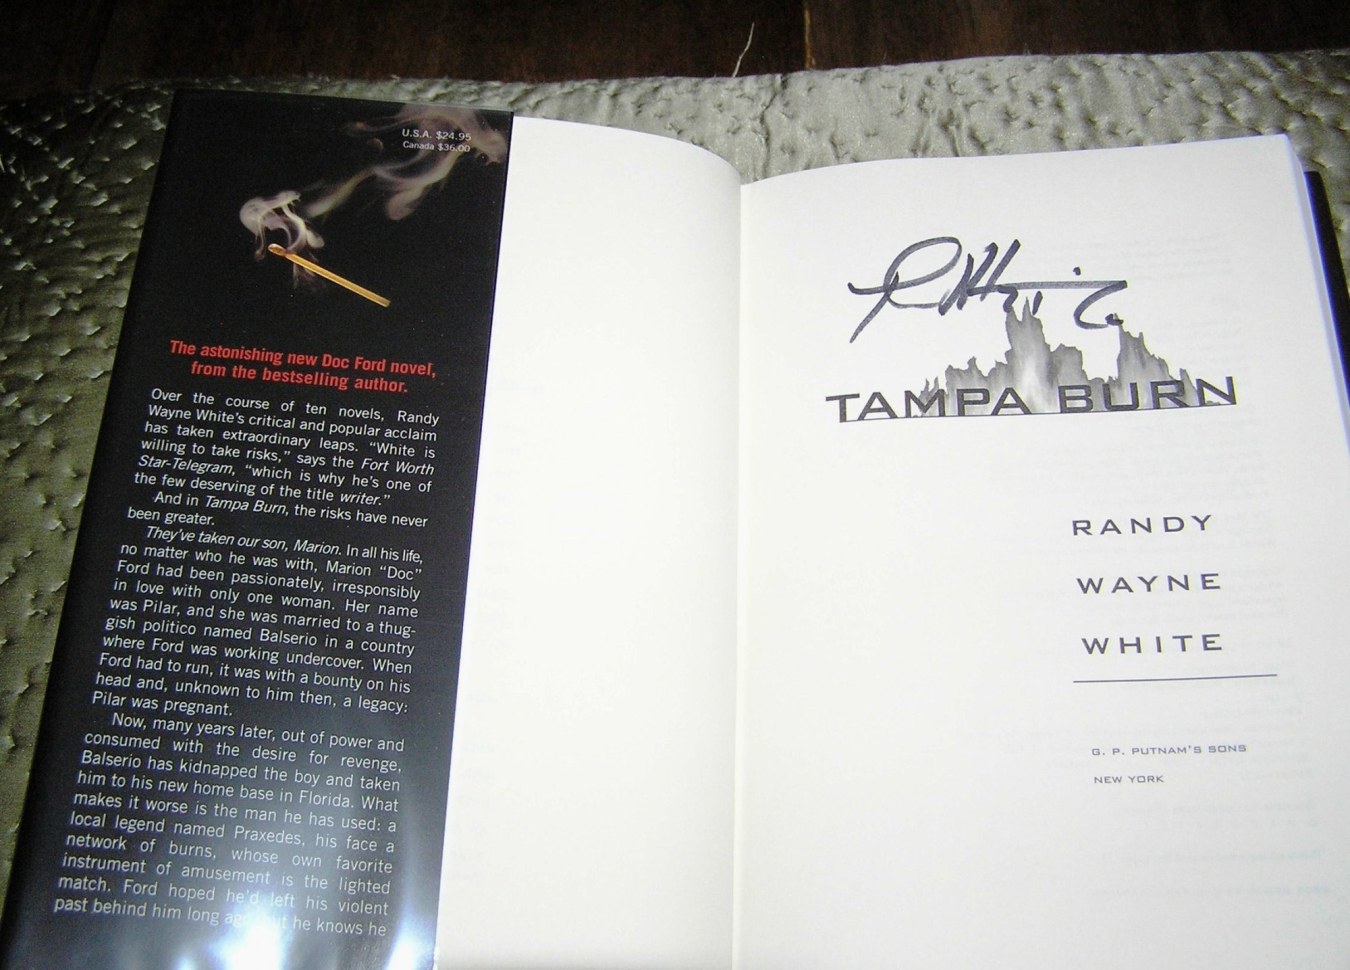 U.S.A. $24.95
Canada $36.00
The astonishing new Doc Ford novel,
from the bestselling author.
Over the course of ten novels, Randy
Wayne White's critical and popular acclaim
has taken extraordinary leaps. "White is
willing to take risks," says the Fort Worth
Star-Telegram, "which is why he's one of
the few deserving of the title writer."
And in Tampa Burn, the risks have never
been greater.
They've taken our son, Marion. In all his life,
no matter who he was with, Marion "Doc"
Ford had been passionately, irresponsibly
in love with only one woman. Her name
was Pilar, and she was married to a thug-
gish politico named Balserio in a country
where Ford was working undercover. When
Ford had to run, it was with a bounty on his
head and, unknown to him then, a legacy:
Pilar was pregnant.
Now, many years later, out of power and
consumed with the desire for revenge,
Balserio has kidnapped the boy and taken
him to his new home base in Florida. What
makes it worse is the man he has used: a
local legend named Praxedes, his face a
network of burns, whose own favorite
instrument of amusement is the lighted
match. Ford hoped he'd left his violent
past behind him long ago, but he knows he
TAMPA BURN
RANDY
WAYNE
WHITE
G. P. PUTNAM'S SONS
NEW YORK